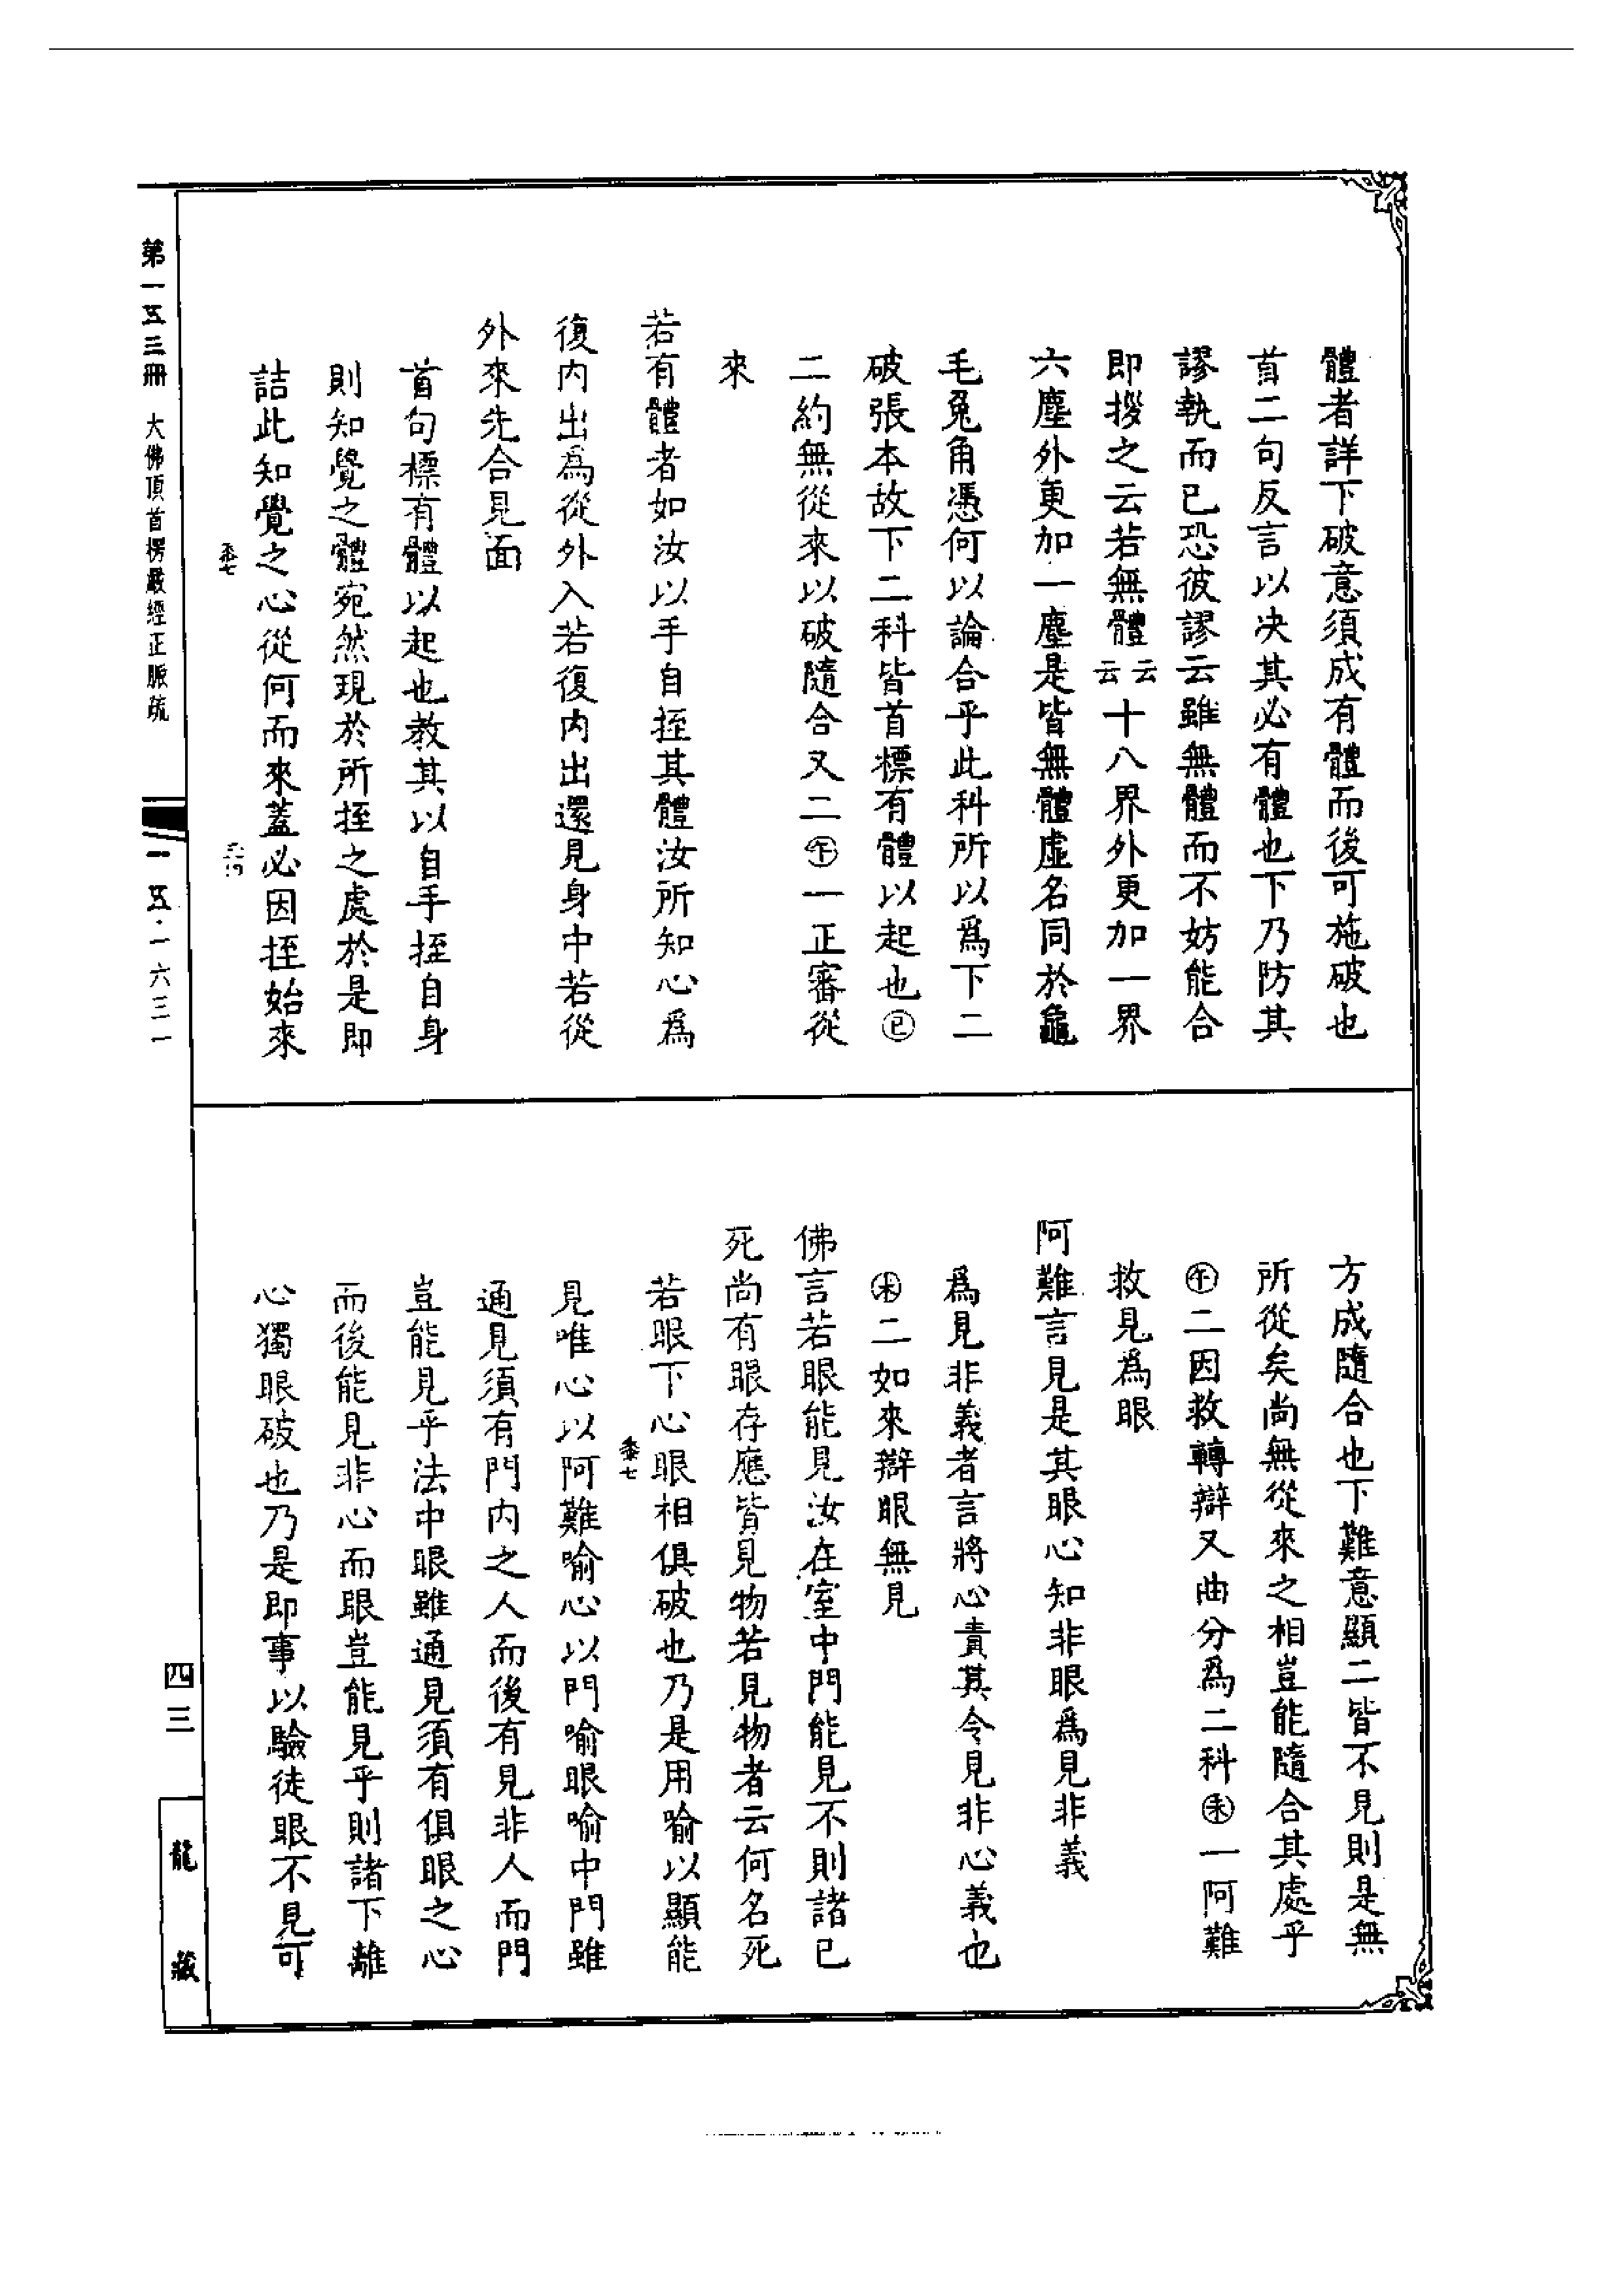 體者詳下破意須成有體而後可施破也
首二句反言以決其必有體也下乃防其
謬執而已恐彼謬云雖無體而不妨能合
即拶之云若無體云云十八界外更加一界
六塵外更加一塵是皆無體虛名同於龜
毛兔角憑何以論合乎此科所以爲下二
破張本故下二科皆首標有體以起也㊁
二約無從來以破隨合又二㊤一正審從
來
若有體者如汝以手自挃其體汝所知心爲
復内出爲從外入若復内出還見身中若從
外來先合見面
首句標有體以起也教其以自手挃自身
則知覺之體宛然現於所挃之處於是即
詰此知覺之心從何而來蓋必因挃始來
方成隨合也下難意顯二皆不見則是無
所從矣尚無從來之相豈能隨合其處乎
午二因救轉辯又曲分爲二科未一阿難
救見爲眼
阿難言見是其眼心知非眼爲見非義
爲見非義者言將心責其令見非心義也
未二如來辯眼無見
佛言若眼能見汝在室中門能見不則諸已
死尚有眼存應皆見物若見物者云何名死
若眼下心眼相俱破也乃是用喻以顯能
見唯心以阿難喻心以門喻眼喻中門雖
通見須有門内之人而後有見非人而門
豈能見乎法中眼雖通見須有俱眼之心
而後能見非心而眼豈能見乎則諸下離
心獨眼破也乃是即事以驗徒眼不見可
第一五三冊 大佛頂首楞嚴經正脈疏
一五·一六三一
四三
龍藏